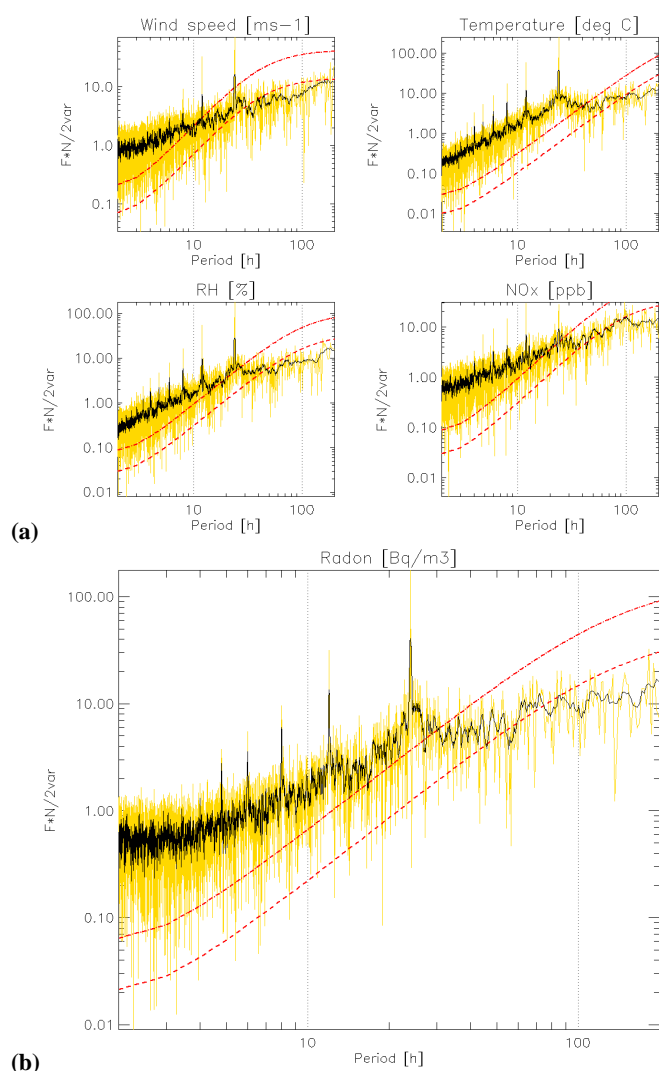 Wind speed [ms-1]
F*N/2var
10.0
1.0
0.1
10
100
Period [h]
Temperature [deg C]
F*N/2var
100.00
10.00
1.00
0.10
0.01
10
100
Period [h]
RH [%]
F*N/2var
100.00
10.00
1.00
0.10
0.01
10
100
Period [h]
NOx [ppb]
F*N/2var
10.00
1.00
0.10
0.01
10
100
Period [h]
(a)
Radon [Bq/m3]
F*N/2var
100.00
10.00
1.00
0.10
0.01
10
100
Period [h]
(b)